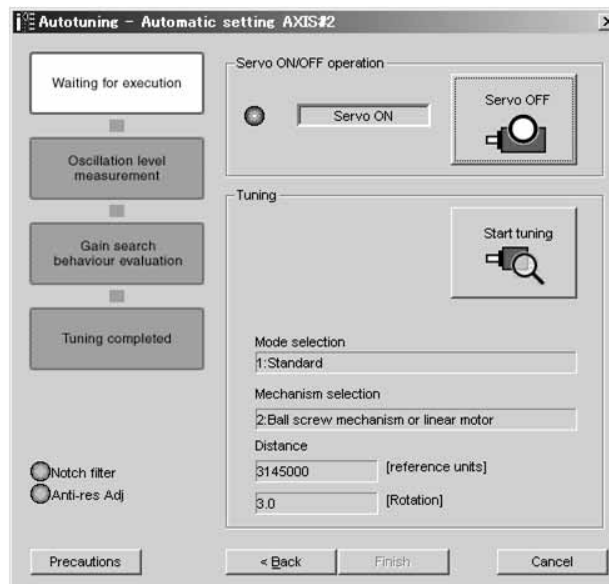 Autotuning - Automatic setting AXIS#2
Waiting for execution
Oscillation level
measurement
Gain search
behaviour evaluation
Tuning completed
Notch filter
Anti-res Adj
Precautions
Servo ON/OFF operation
Servo ON
Servo OFF
Tuning
Start tuning
Mode selection
1:Standard
Mechanism selection
2:Ball screw mechanism or linear motor
Distance
3145000 [reference units]
3.0 [Rotation]
< Back
Finish
Cancel